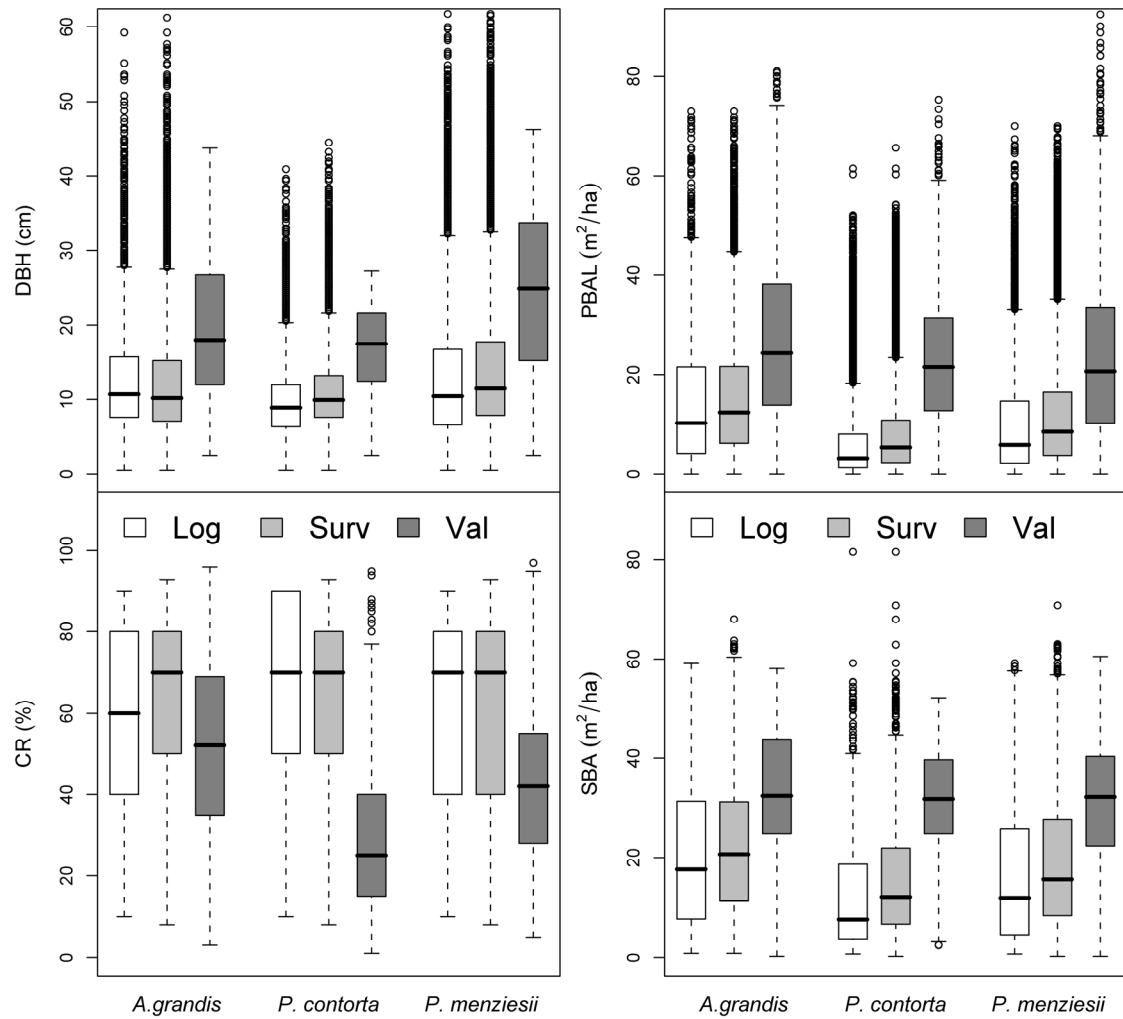 DBH (cm)
0 10 20 30 40 50 60
PBAL (m²/ha)
0 20 40 60 80
Log Surv Val
CR (%)
0 20 40 60 80 100
Log Surv Val
SBA (m²/ha)
0 20 40 60 80
A.grandis P. contorta P. menziesii
A.grandis P. contorta P. menziesii